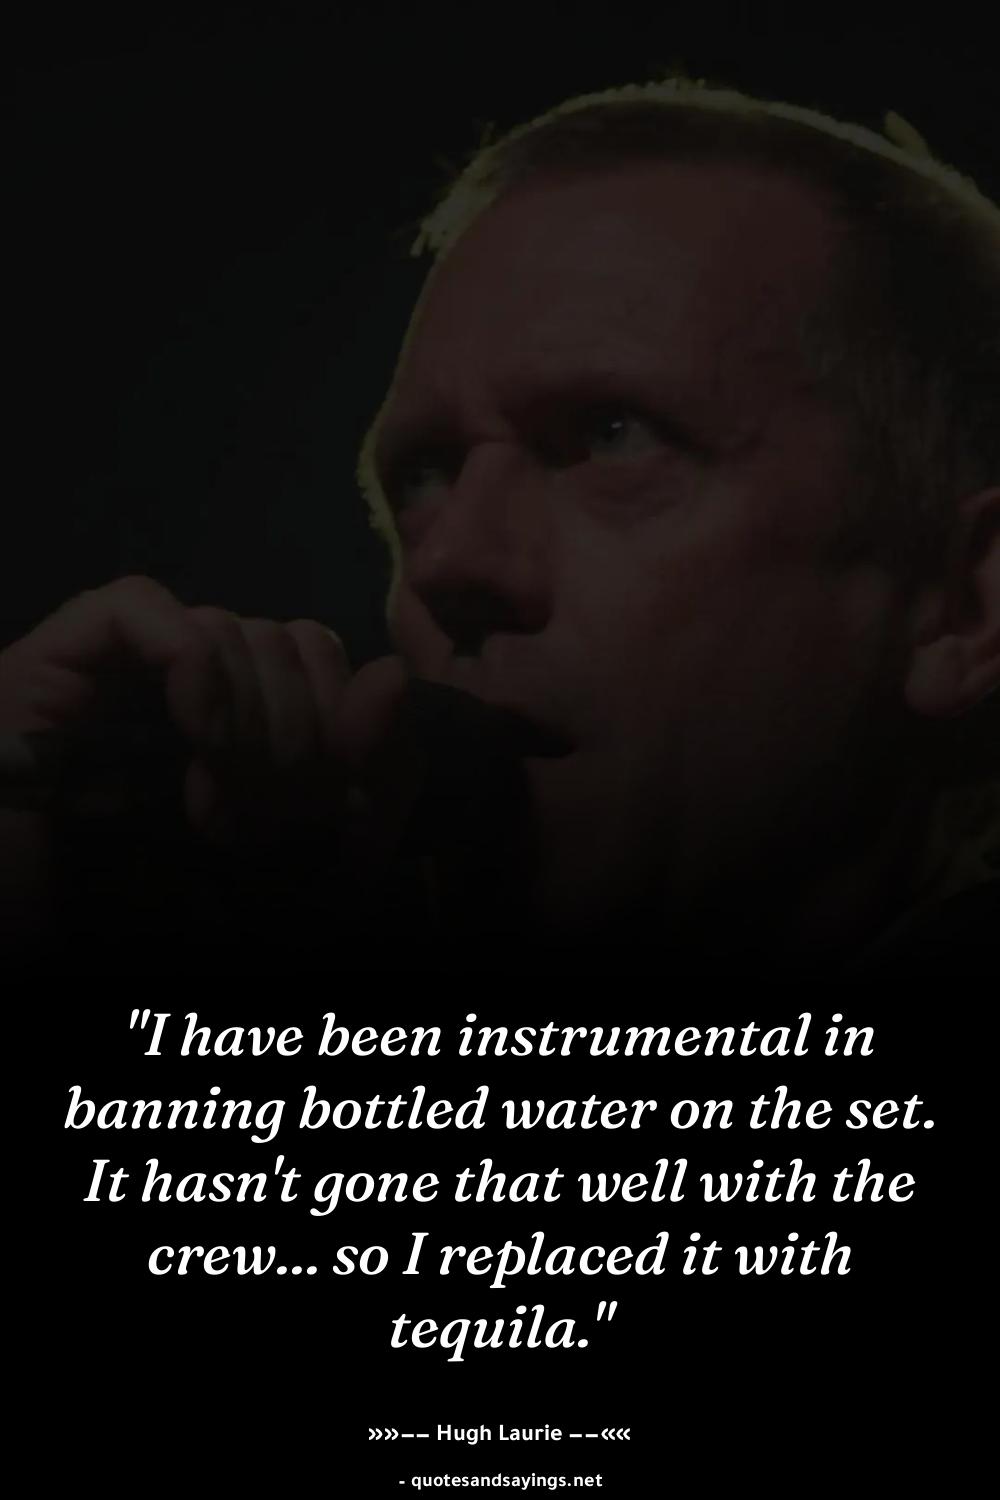 "I have been instrumental in
banning bottled water on the set.
It hasn't gone that well with the
crew... so I replaced it with
tequila."
»»–– Hugh Laurie ––««
- quotesandsayings.net